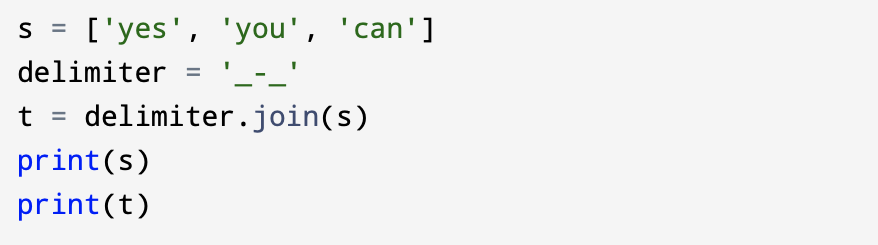 s = ['yes', 'you', 'can']
delimiter = '_-_'
t = delimiter.join(s)
print(s)
print(t)